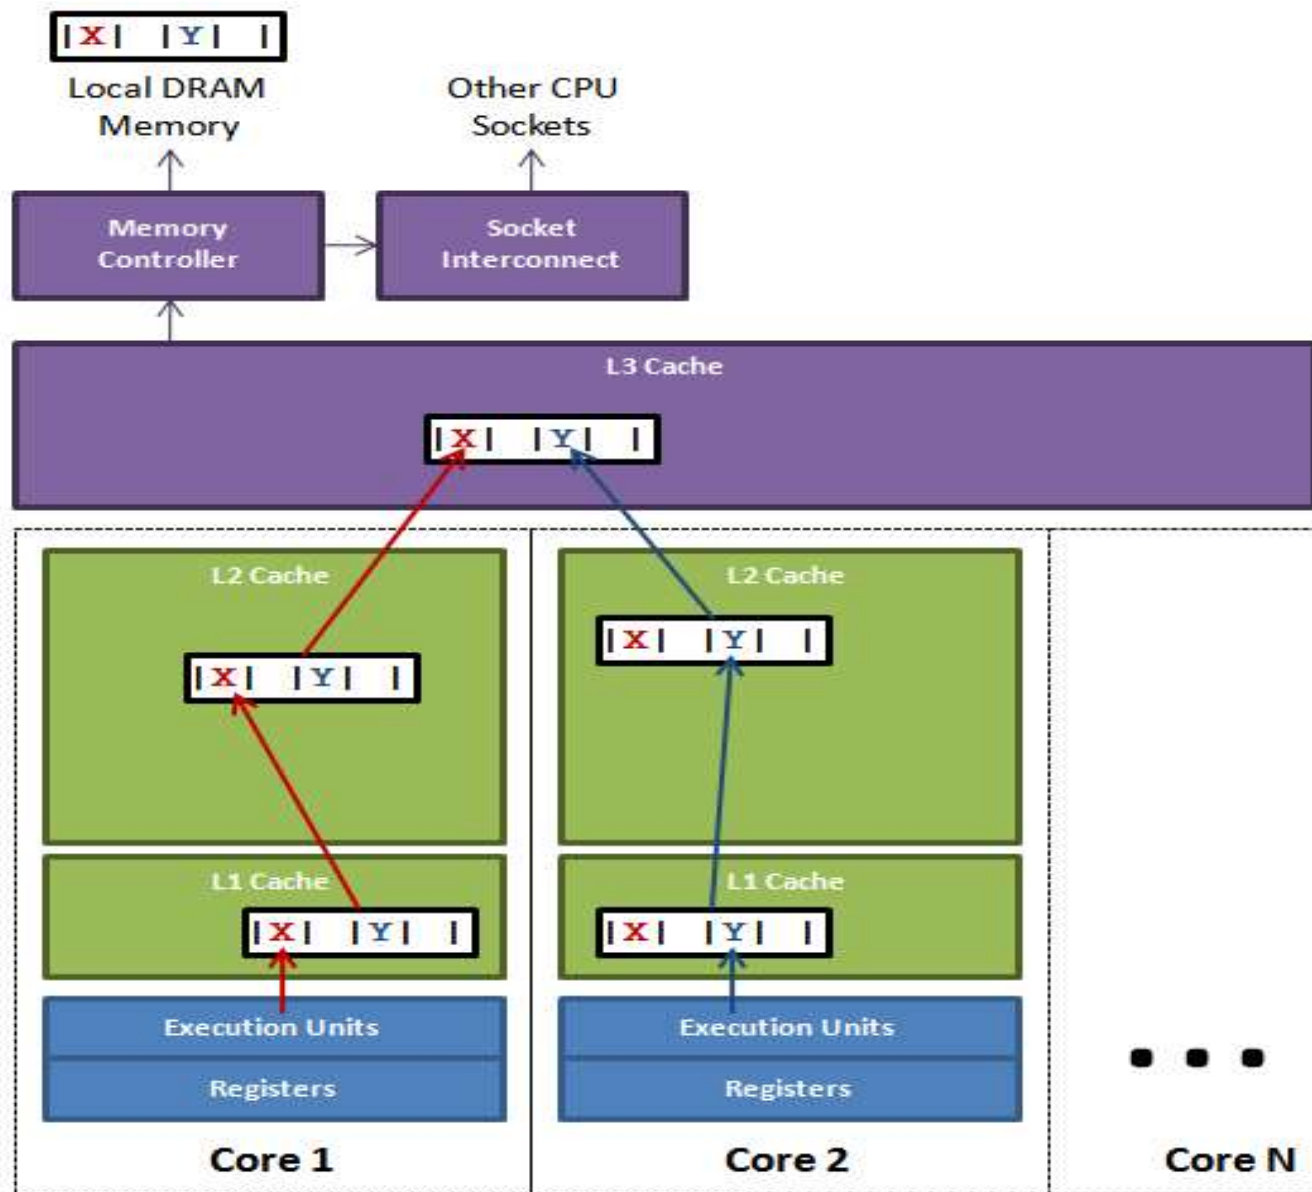 |X| |Y| |
Local DRAM
Memory
Other CPU
Sockets
Memory
Controller
Socket
Interconnect
L3 Cache
|X| |Y| |
L2 Cache
|X| |Y| |
L1 Cache
|X| |Y| |
Execution Units
Registers
Core 1
L2 Cache
|X| |Y| |
L1 Cache
|X| |Y| |
Execution Units
Registers
Core 2
...
Core N